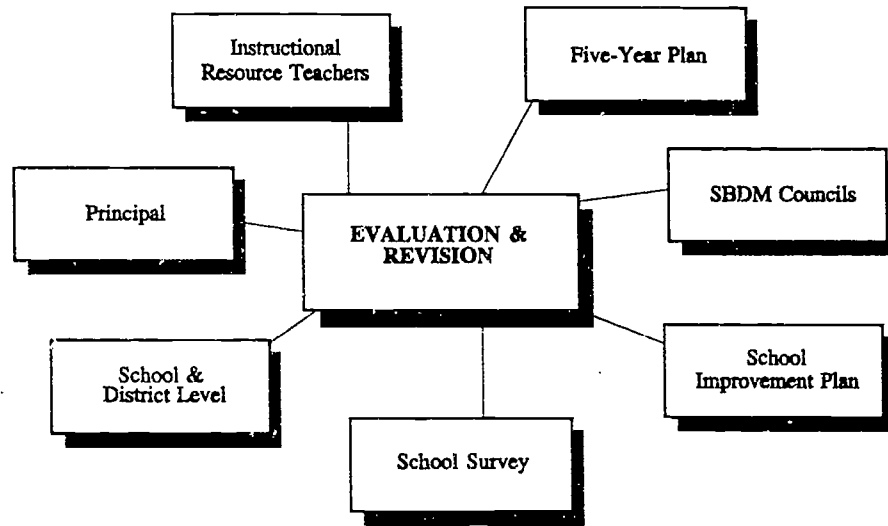 Instructional
Resource Teachers
Five-Year Plan
Principal
EVALUATION &
REVISION
SBDM Councils
School &
District Level
School
Improvement Plan
School Survey